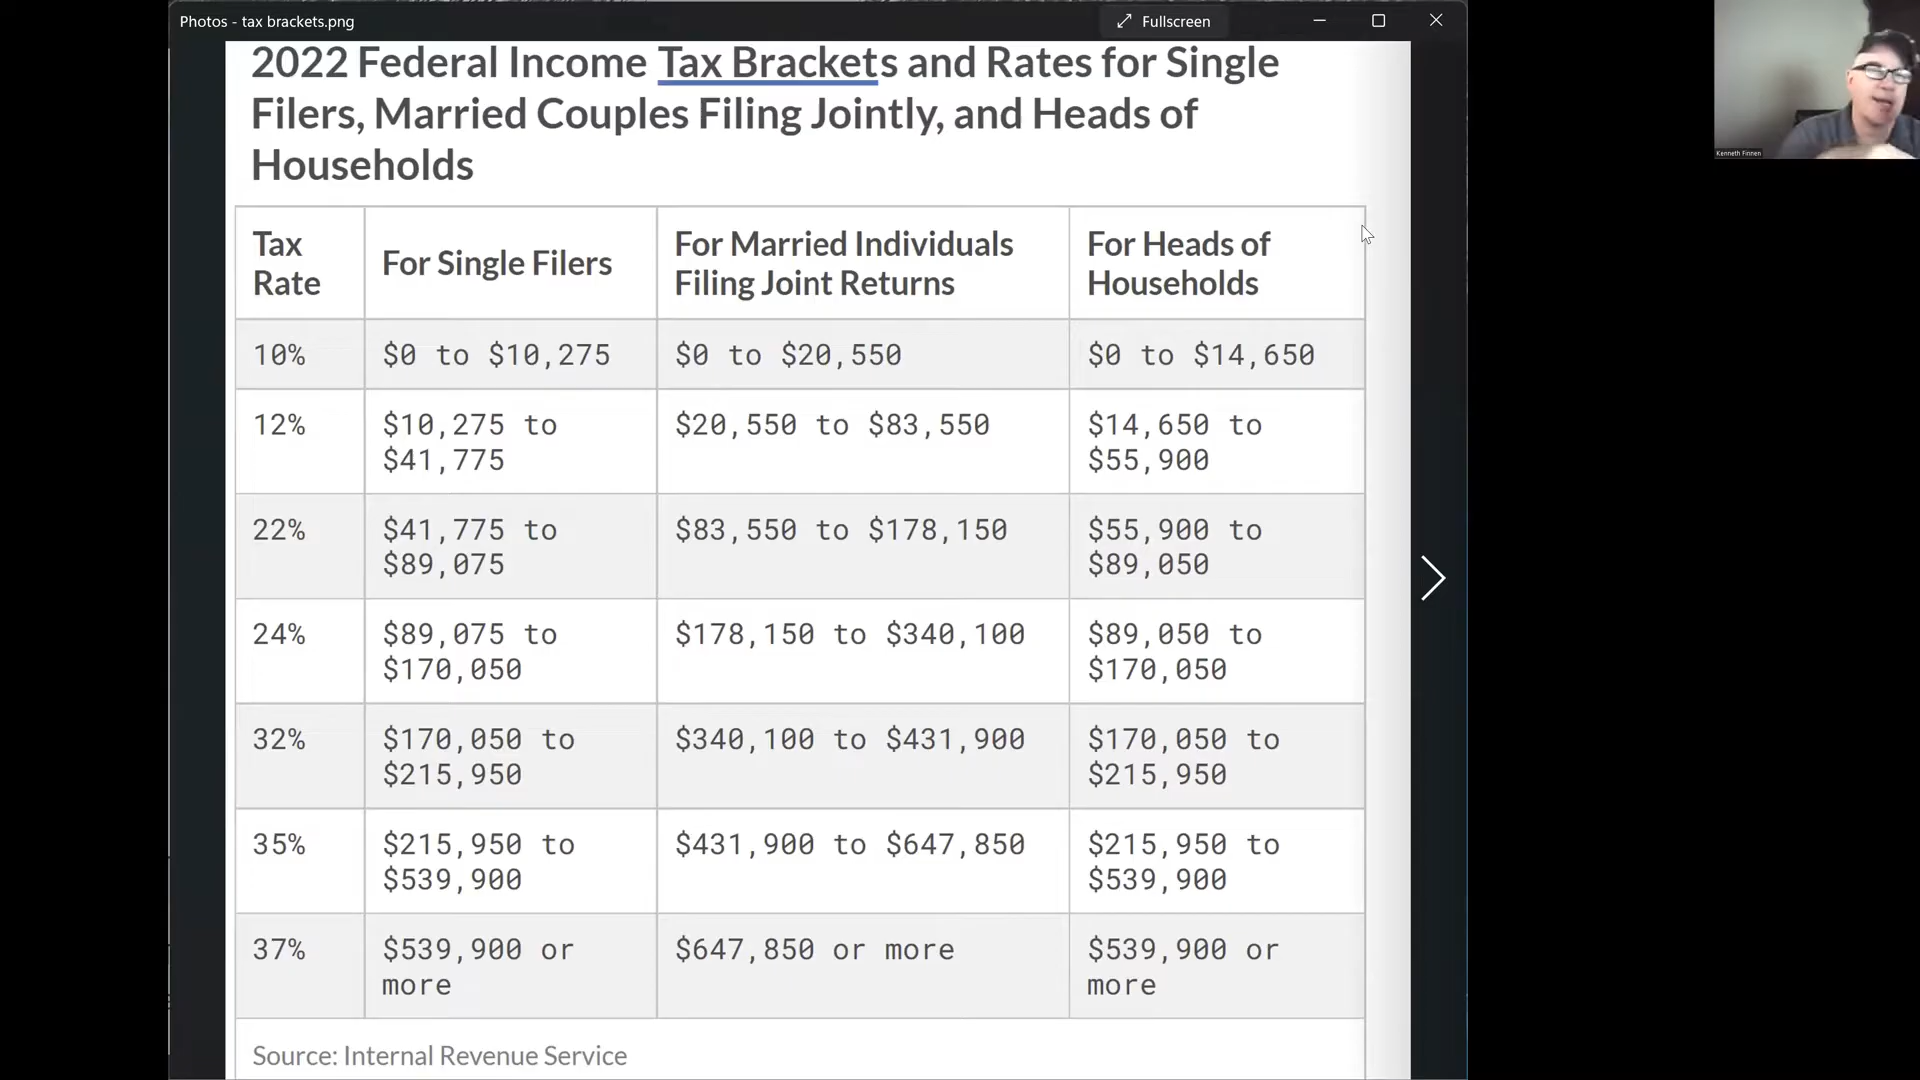 Photos - tax brackets.png
Fullscreen
2022 Federal Income Tax Brackets and Rates for Single
Filers, Married Couples Filing Jointly, and Heads of
Households
Tax
Rate
For Single Filers
For Married Individuals
Filing Joint Returns
For Heads of
Households
10%
$0 to $10,275
$0 to $20,550
$0 to $14,650
12%
$10,275 to
$41,775
$20,550 to $83,550
$14,650 to
$55,900
22%
$41,775 to
$89,075
$83,550 to $178,150
$55,900 to
$89,050
24%
$89,075 to
$170,050
$178,150 to $340,100
$89,050 to
$170,050
32%
$170,050 to
$215,950
$340,100 to $431,900
$170,050 to
$215,950
35%
$215,950 to
$539,900
$431,900 to $647,850
$215,950 to
$539,900
37%
$539,900 or
more
$647,850 or more
$539,900 or
more
Source: Internal Revenue Service
Kenneth Finnen